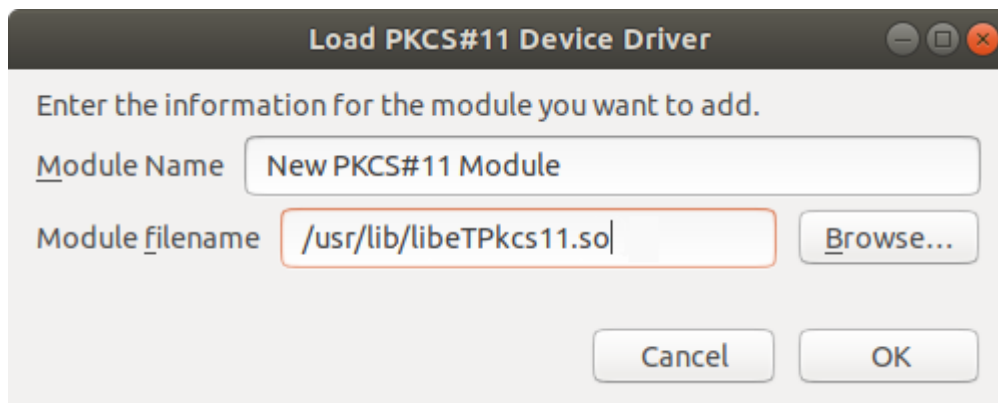 Load PKCS#11 Device Driver
Enter the information for the module you want to add.
Module Name New PKCS#11 Module
Module filename /usr/lib/libeTPkcs11.so Browse...
Cancel OK